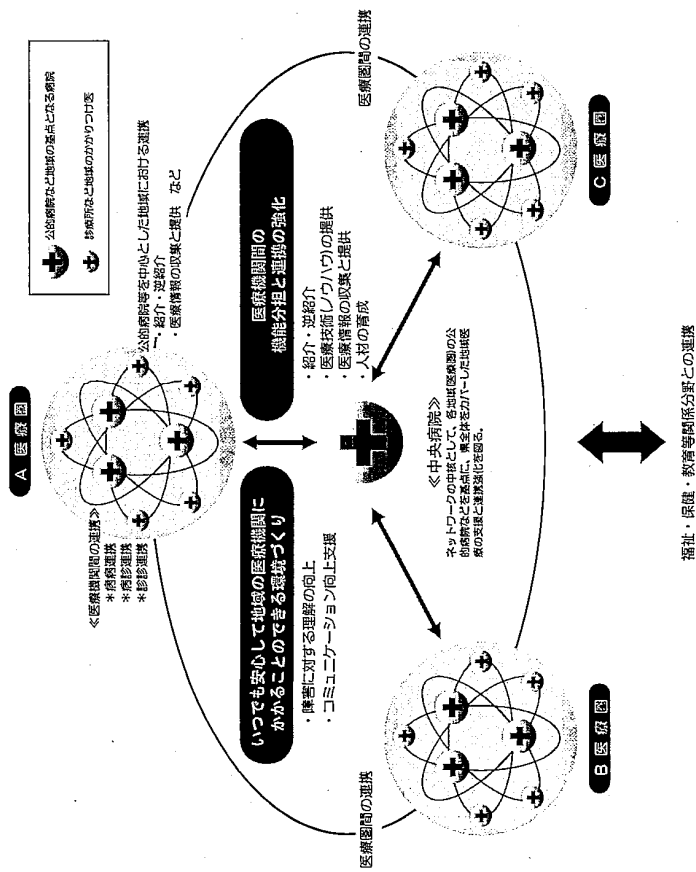 公的病院など地域の基点となる病院
診療所など地域のかかりつけ医
A 医療圏
≪医療機関間の連携≫
＊病病連携
＊病診連携
＊診診連携
公的病院等を中心とした地域における連携
・紹介・逆紹介
・医療情報の収集と提供　など
いつでも安心して地域の医療機関に
かかることのできる環境づくり
・障害に対する理解の向上
・コミュニケーション向上支援
医療機関間の
機能分担と連携の強化
・紹介・逆紹介
・医療技術(ノウハウ)の提供
・医療情報の収集と提供
・人材の育成
医療圏間の連携
医療圏間の連携
≪中央病院≫
ネットワークの中核として、各地域(医療圏)の公
的病院などを基点に、県全体をカバーした地域医
療の支援と連携強化を図る。
B 医療圏
C 医療圏
福祉・保健・教育等関係分野との連携